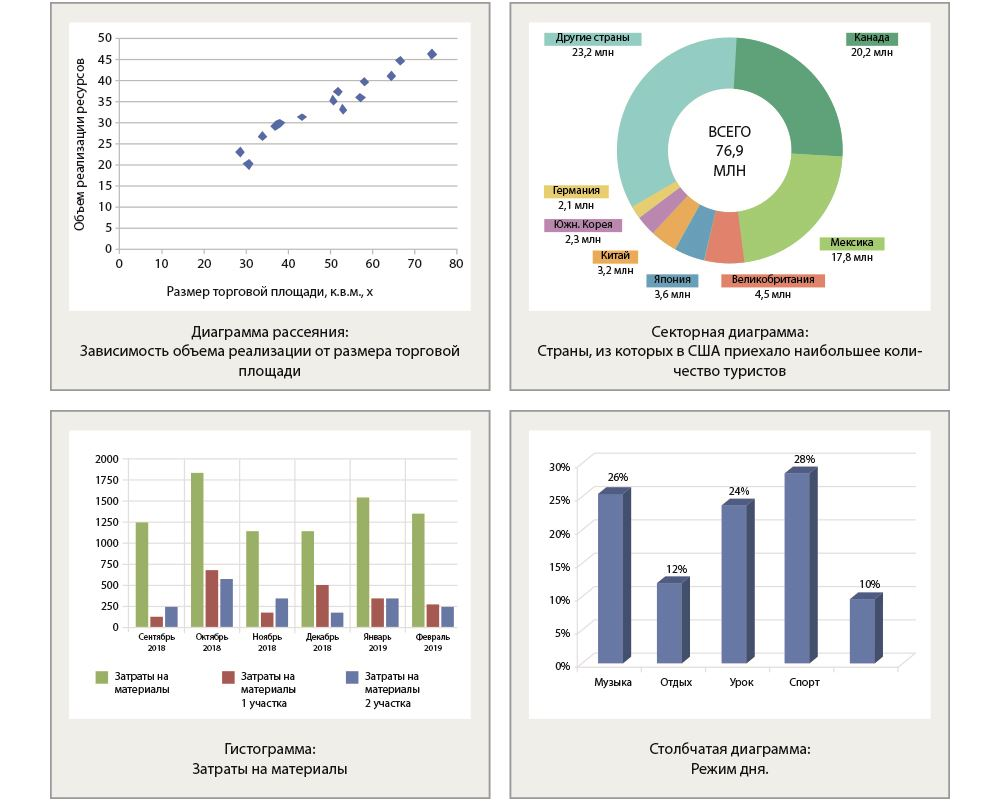 50
45
40
35
30
25
20
15
10
5
0
Объем реализации ресурсов
0 10 20 30 40 50 60 70 80
Размер торговой площади, к.в.м., х
Диаграмма рассеяния:
Зависимость объема реализации от размера торговой
площади
Другие страны
23,2 млн
Канада
20,2 млн
ВСЕГО
76,9
МЛН
Германия
2,1 млн
Южн. Корея
2,3 млн
Китай
3,2 млн
Япония
3,6 млн
Великобритания
4,5 млн
Мексика
17,8 млн
Секторная диаграмма:
Страны, из которых в США приехало наибольшее коли-
чество туристов
2000
1750
1500
1250
1000
750
500
250
0
Сентябрь
2018
Октябрь
2018
Ноябрь
2018
Декабрь
2018
Январь
2019
Февраль
2019
Затраты на
материалы
Затраты на
материалы
1 участка
Затраты на
материалы
2 участка
Гистограмма:
Затраты на материалы
30%
25%
20%
15%
10%
5%
0%
26%
12%
24%
28%
10%
Музыка Отдых Урок Спорт
Столбчатая диаграмма:
Режим дня.